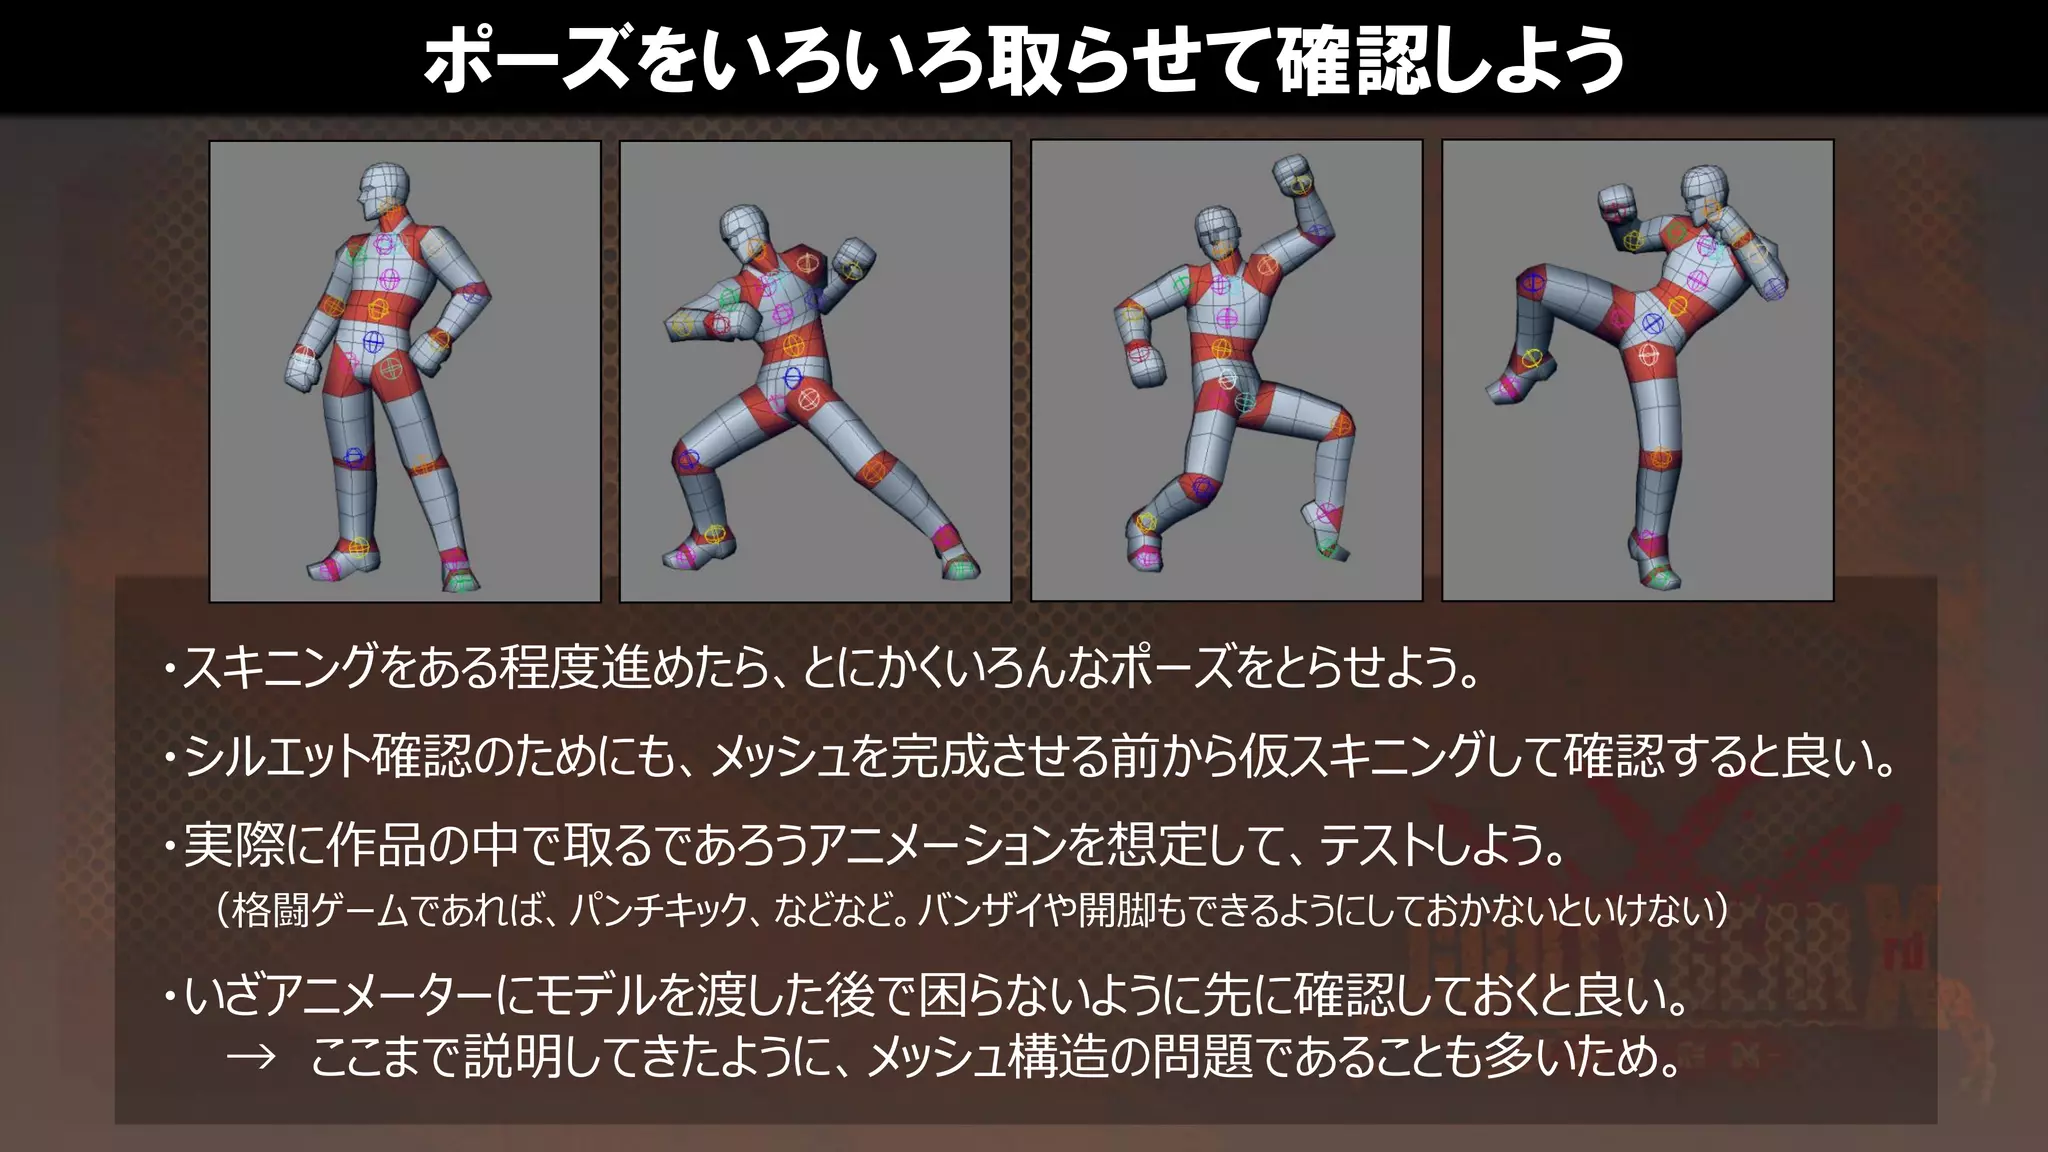 ポーズをいろいろ取らせて確認しよう
・スキニングをある程度進めたら、とにかくいろんなポーズをとらせよう。
・シルエット確認のためにも、メッシュを完成させる前から仮スキニングして確認すると良い。
・実際に作品の中で取るであろうアニメーションを想定して、テストしよう。
（格闘ゲームであれば、パンチキック、などなど。バンザイや開脚もできるようにしておかないといけない）
・いざアニメーターにモデルを渡した後で困らないように先に確認しておくと良い。
→ ここまで説明してきたように、メッシュ構造の問題であることも多いため。